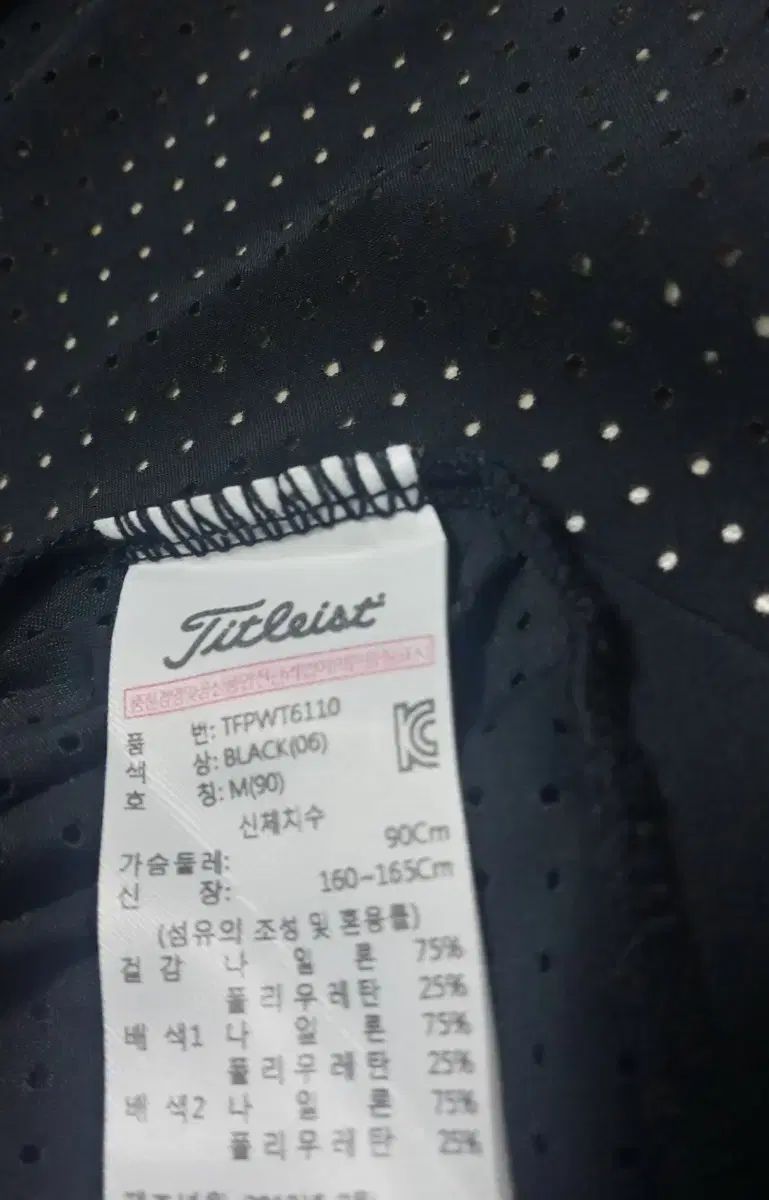 Titleist
품 번: TFPWT6110
색 상: BLACK(06)
호 칭: M(90)
신체치수
가슴둘레: 90Cm
신 장: 160~165Cm
(섬유의 조성 및 혼용률)
겉 감 나 일 론 75%
폴 리 우 레 탄 25%
배 색1 나 일 론 75%
폴 리 우 레 탄 25%
배 색2 나 일 론 75%
폴 리 우 레 탄 25%